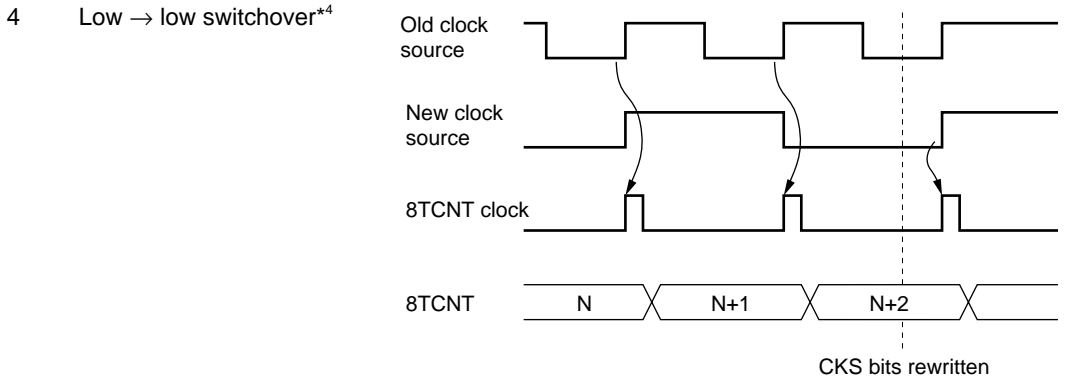 4 Low → low switchover*4
Old clock
source
New clock
source
8TCNT clock
8TCNT
N N+1 N+2
CKS bits rewritten